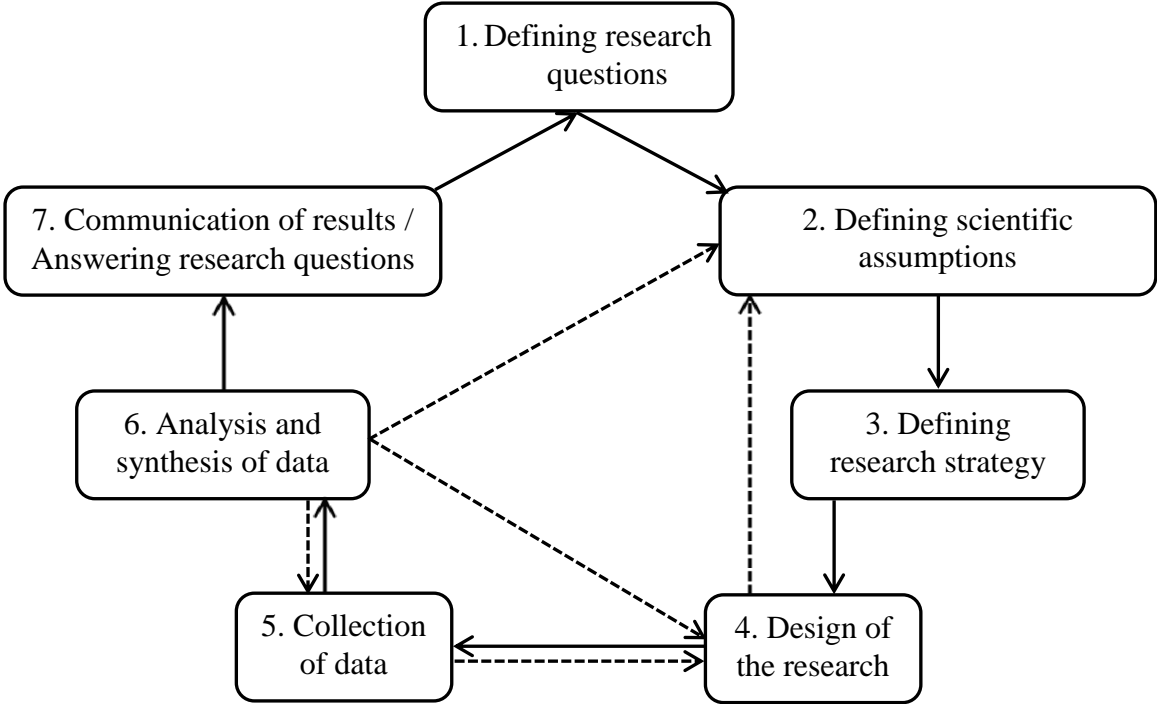 1. Defining research
questions
2. Defining scientific
assumptions
3. Defining
research strategy
4. Design of
the research
5. Collection
of data
6. Analysis and
synthesis of data
7. Communication of results /
Answering research questions